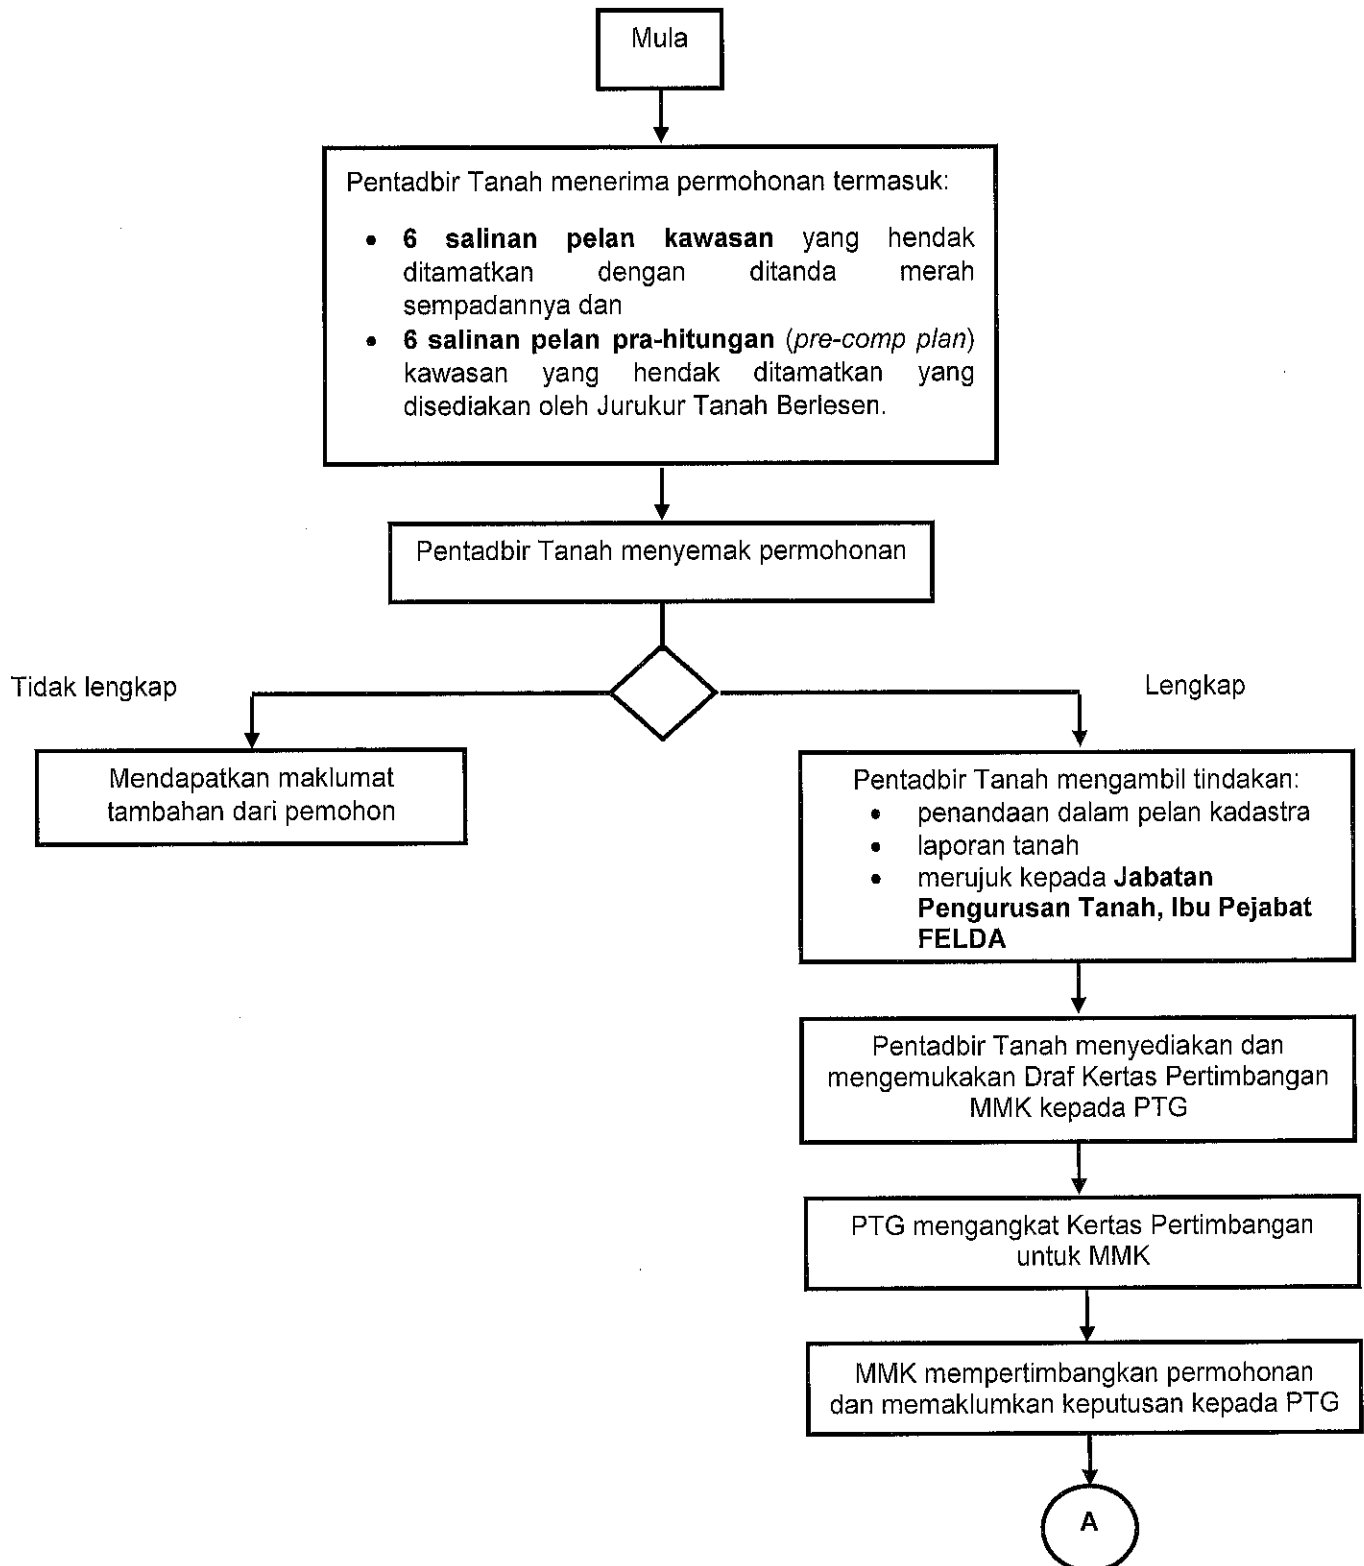 Mula
Pentadbir Tanah menerima permohonan termasuk:
• 6 salinan pelan kawasan yang hendak
ditamatkan dengan ditanda merah
sempadannya dan
• 6 salinan pelan pra-hitungan (pre-comp plan)
kawasan yang hendak ditamatkan yang
disediakan oleh Jurukur Tanah Berlesen.
Pentadbir Tanah menyemak permohonan
Tidak lengkap
Lengkap
Mendapatkan maklumat
tambahan dari pemohon
Pentadbir Tanah mengambil tindakan:
• penandaan dalam pelan kadastra
• laporan tanah
• merujuk kepada Jabatan
Pengurusan Tanah, Ibu Pejabat
FELDA
Pentadbir Tanah menyediakan dan
mengemukakan Draf Kertas Pertimbangan
MMK kepada PTG
PTG mengangkat Kertas Pertimbangan
untuk MMK
MMK mempertimbangkan permohonan
dan memaklumkan keputusan kepada PTG
A